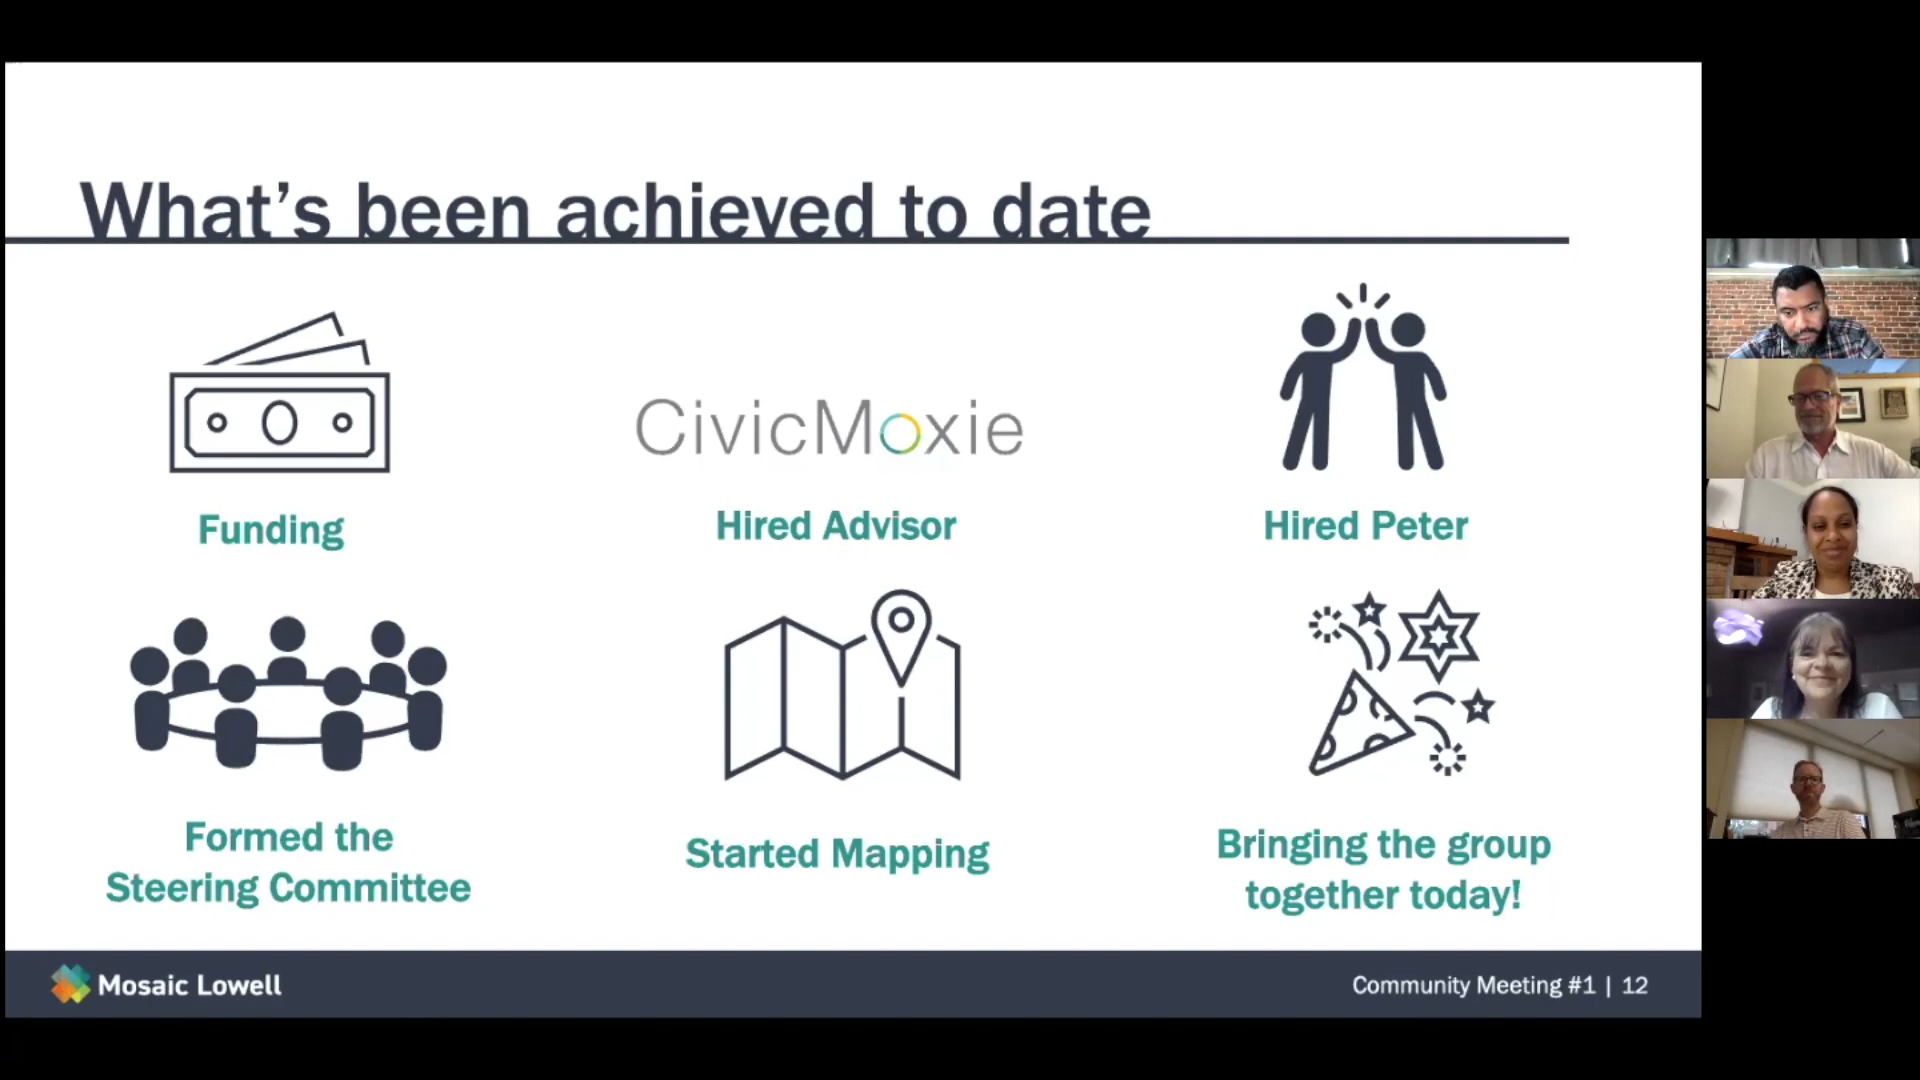 What's been achieved to date
CivicMoxie
Funding
Hired Advisor
Hired Peter
Formed the
Steering Committee
Started Mapping
Bringing the group
together today!
Mosaic Lowell
Community Meeting #1 | 12